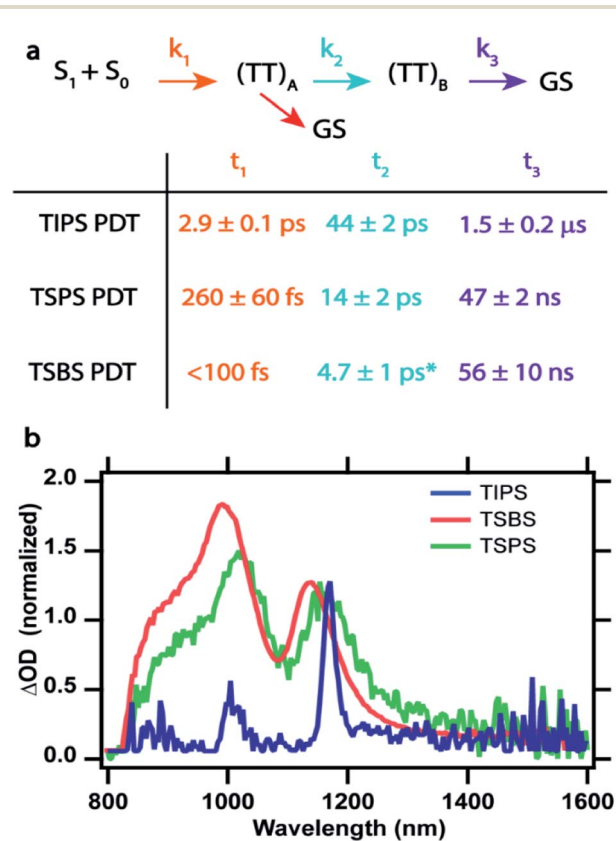 a
S₁ + S₀ k₁ (TT)A k₂ (TT)B k₃ GS
GS
t₁ t₂ t₃
TIPS PDT 2.9 ± 0.1 ps 44 ± 2 ps 1.5 ± 0.2 μs
TSPS PDT 260 ± 60 fs 14 ± 2 ps 47 ± 2 ns
TSBS PDT <100 fs 4.7 ± 1 ps* 56 ± 10 ns
b
2.0
1.5
1.0
0.5
0.0
ΔOD (normalized)
TIPS
TSBS
TSPS
800 1000 1200 1400 1600
Wavelength (nm)